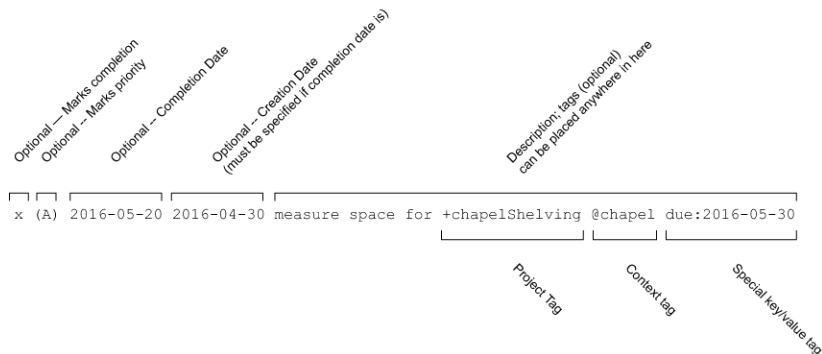 Optional — Marks completion
Optional -- Marks priority
Optional -- Completion Date
Optional -- Creation Date
(must be specified if completion date is)
Description; tags (optional)
can be placed anywhere in here
x (A) 2016-05-20 2016-04-30 measure space for +chapelShelving @chapel due:2016-05-30
Project Tag
Context tag
Special key/value tag